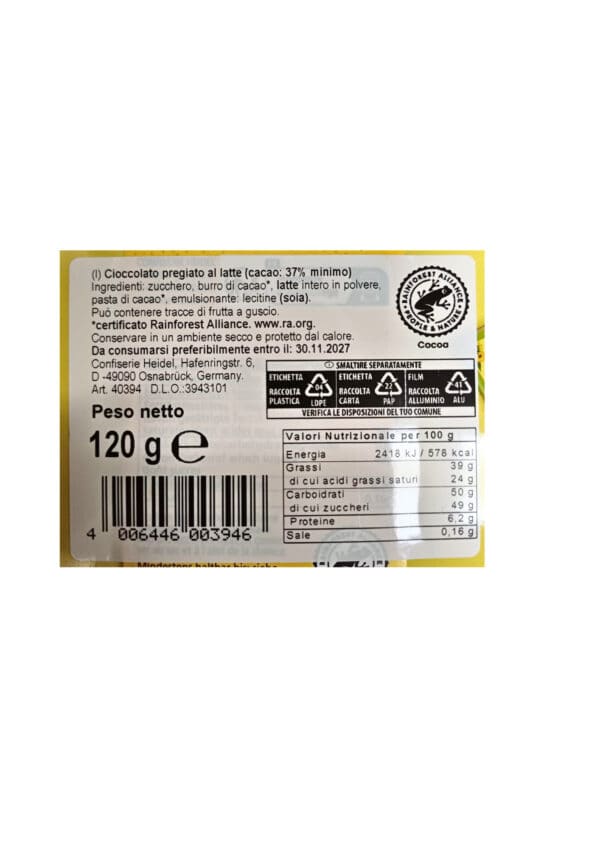 (I) Cioccolato pregiato al latte (cacao: 37% minimo)
Ingredienti: zucchero, burro di cacao*, latte intero in polvere,
pasta di cacao*, emulsionante: lecitine (soia).
Può contenere tracce di frutta a guscio.
*certificato Rainforest Alliance. www.ra.org.
Conservare in un ambiente secco e protetto dal calore.
Da consumarsi preferibilmente entro il: 30.11.2027
Confiserie Heidel, Hafenringstr. 6,
D -49090 Osnabrück, Germany.
Art. 40394 D.L.O.:3943101
RAINFOREST ALLIANCE
PEOPLE & NATURE
Cocoa
SMALTIRE SEPARATAMENTE
ETICHETTA RACCOLTA PLASTICA 04 LDPE
ETICHETTA RACCOLTA CARTA 22 PAP
FILM RACCOLTA ALLUMINIO 41 ALU
VERIFICA LE DISPOSIZIONI DEL TUO COMUNE
Peso netto
120 g e
Valori Nutrizionale per 100 g
Energia 2418 kJ / 578 kcal
Grassi 39 g
di cui acidi grassi saturi 24 g
Carboidrati 50 g
di cui zuccheri 49 g
Proteine 6,2 g
Sale 0,16 g
4 006446 003946